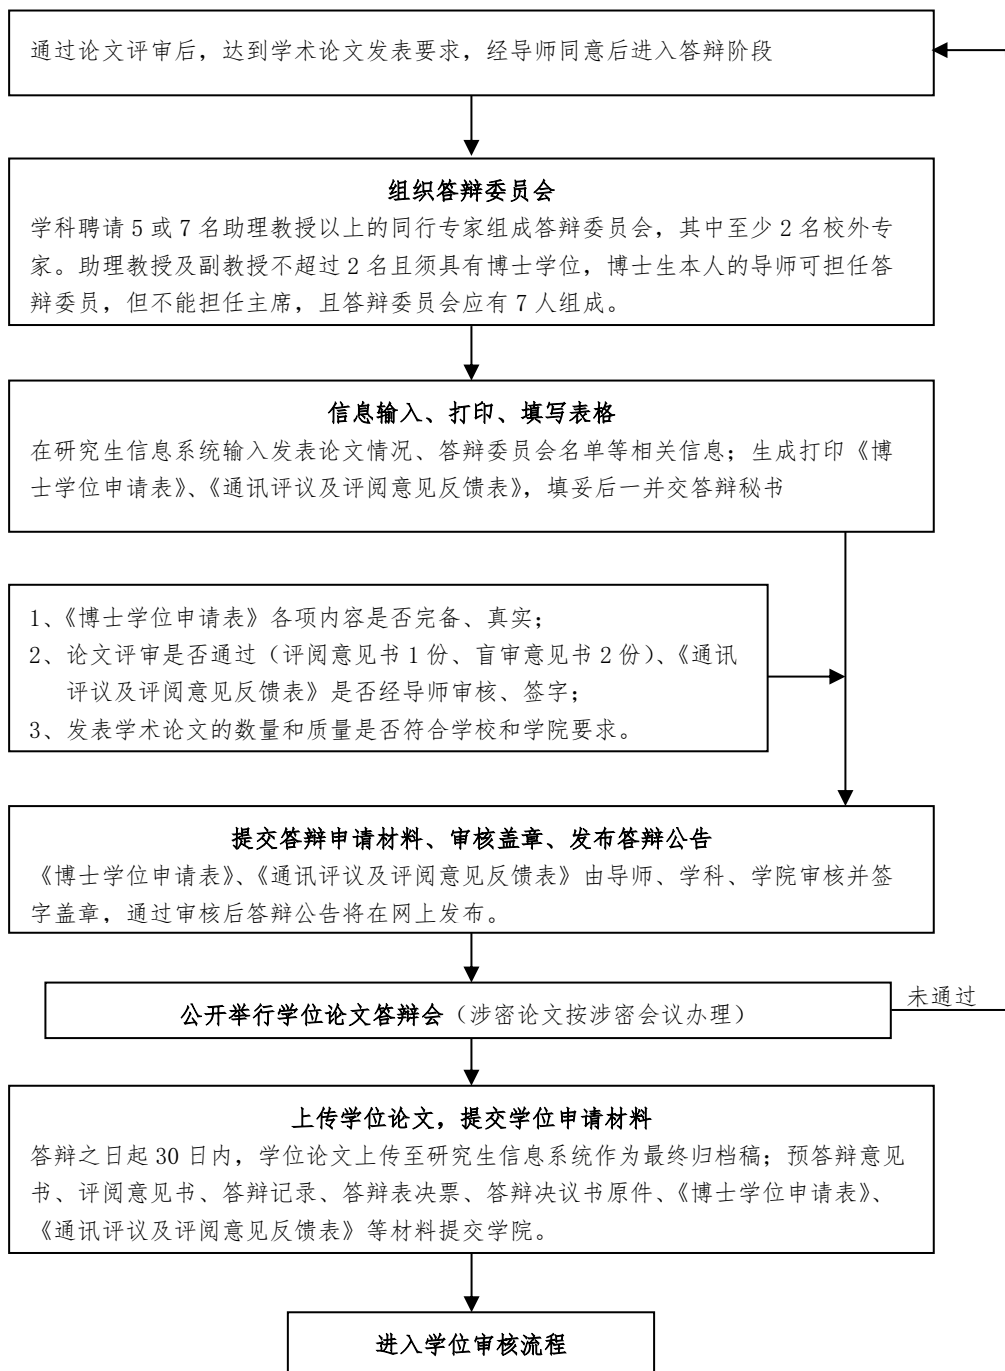 通过论文评审后，达到学术论文发表要求，经导师同意后进入答辩阶段
组织答辩委员会
学科聘请 5 或 7 名助理教授以上的同行专家组成答辩委员会，其中至少 2 名校外专
家。助理教授及副教授不超过 2 名且须具有博士学位，博士生本人的导师可担任答
辩委员，但不能担任主席，且答辩委员会应有 7 人组成。
信息输入、打印、填写表格
在研究生信息系统输入发表论文情况、答辩委员会名单等相关信息；生成打印《博
士学位申请表》、《通讯评议及评阅意见反馈表》，填妥后一并交答辩秘书
1、《博士学位申请表》各项内容是否完备、真实；
2、论文评审是否通过（评阅意见书 1 份、盲审意见书 2 份）、《通讯
评议及评阅意见反馈表》是否经导师审核、签字；
3、发表学术论文的数量和质量是否符合学校和学院要求。
提交答辩申请材料、审核盖章、发布答辩公告
《博士学位申请表》、《通讯评议及评阅意见反馈表》由导师、学科、学院审核并签
字盖章，通过审核后答辩公告将在网上发布。
公开举行学位论文答辩会（涉密论文按涉密会议办理）
未通过
上传学位论文，提交学位申请材料
答辩之日起 30 日内，学位论文上传至研究生信息系统作为最终归档稿；预答辩意见
书、评阅意见书、答辩记录、答辩表决票、答辩决议书原件、《博士学位申请表》、
《通讯评议及评阅意见反馈表》等材料提交学院。
进入学位审核流程